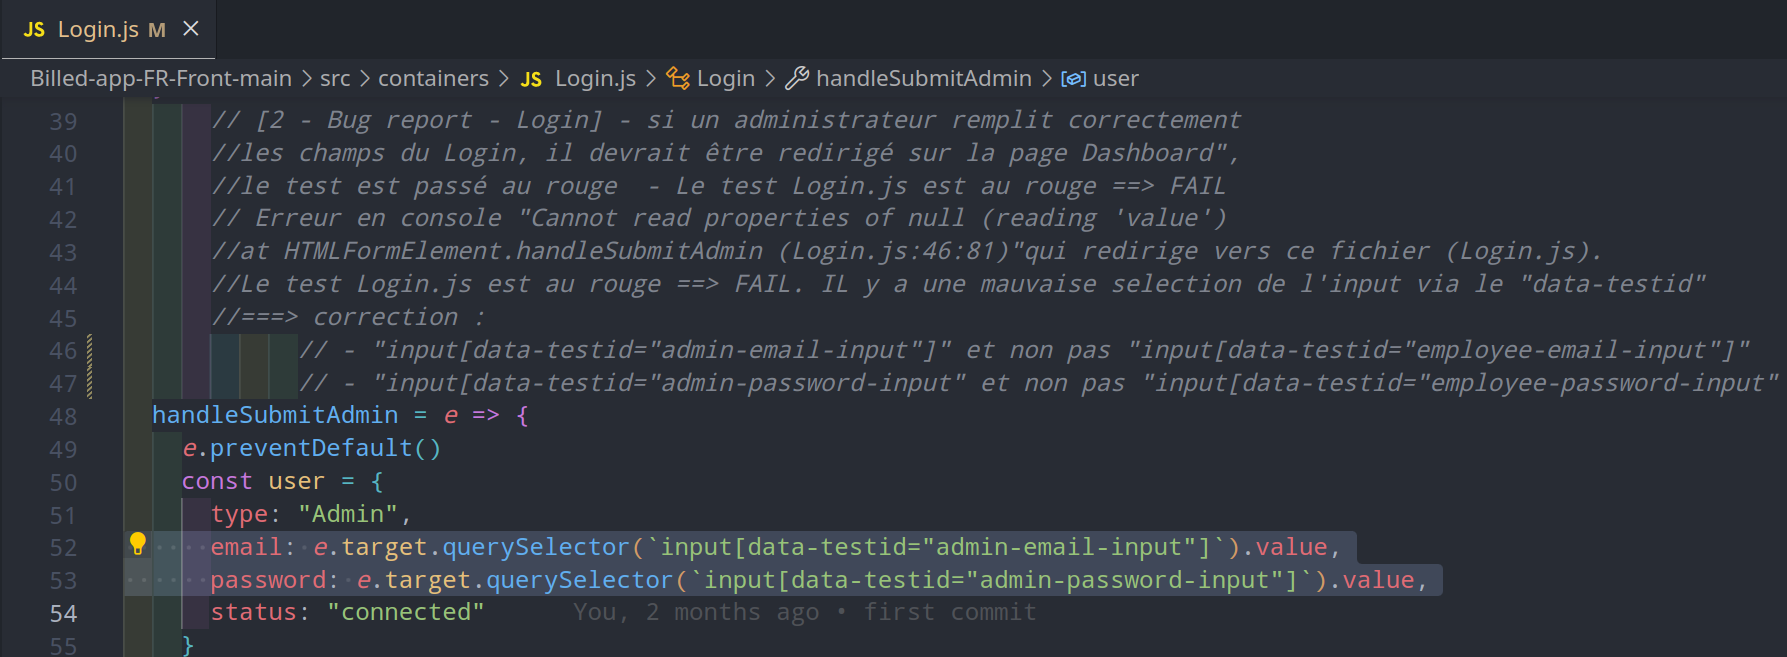 JS Login.js M ×
Billed-app-FR-Front-main > src > containers > JS Login.js > Login > handleSubmitAdmin > user
39 // [2 - Bug report - Login] - si un administrateur remplit correctement
40 //les champs du Login, il devrait être redirigé sur la page Dashboard",
41 //le test est passé au rouge  - Le test Login.js est au rouge ==> FAIL
42 // Erreur en console "Cannot read properties of null (reading 'value')
43 //at HTMLFormElement.handleSubmitAdmin (Login.js:46:81)"qui redirige vers ce fichier (Login.js).
44 //Le test Login.js est au rouge ==> FAIL. IL y a une mauvaise selection de l'input via le "data-testid"
45 //===> correction :
46 // - "input[data-testid="admin-email-input"]" et non pas "input[data-testid="employee-email-input"]"
47 // - "input[data-testid="admin-password-input" et non pas "input[data-testid="employee-password-input"
48 handleSubmitAdmin = e => {
49 e.preventDefault()
50 const user = {
51 type: "Admin",
52 email: e.target.querySelector(`input[data-testid="admin-email-input"]`).value,
53 password: e.target.querySelector(`input[data-testid="admin-password-input"]`).value,
54 status: "connected" You, 2 months ago • first commit
55 }